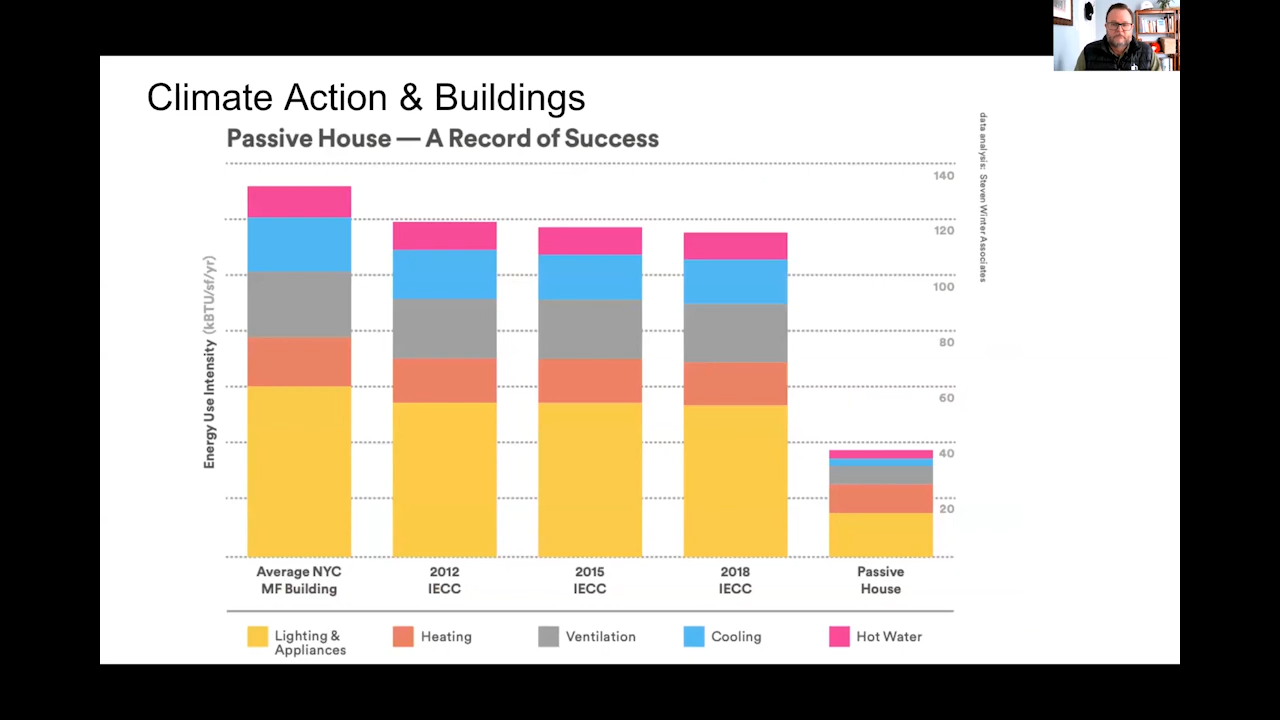 Climate Action & Buildings
Passive House — A Record of Success
data analysis: Steven Winter Associates
Energy Use Intensity (kBTU/sf/yr)
140
120
100
80
60
40
20
Average NYC
MF Building
2012
IECC
2015
IECC
2018
IECC
Passive
House
Lighting &
Appliances
Heating
Ventilation
Cooling
Hot Water